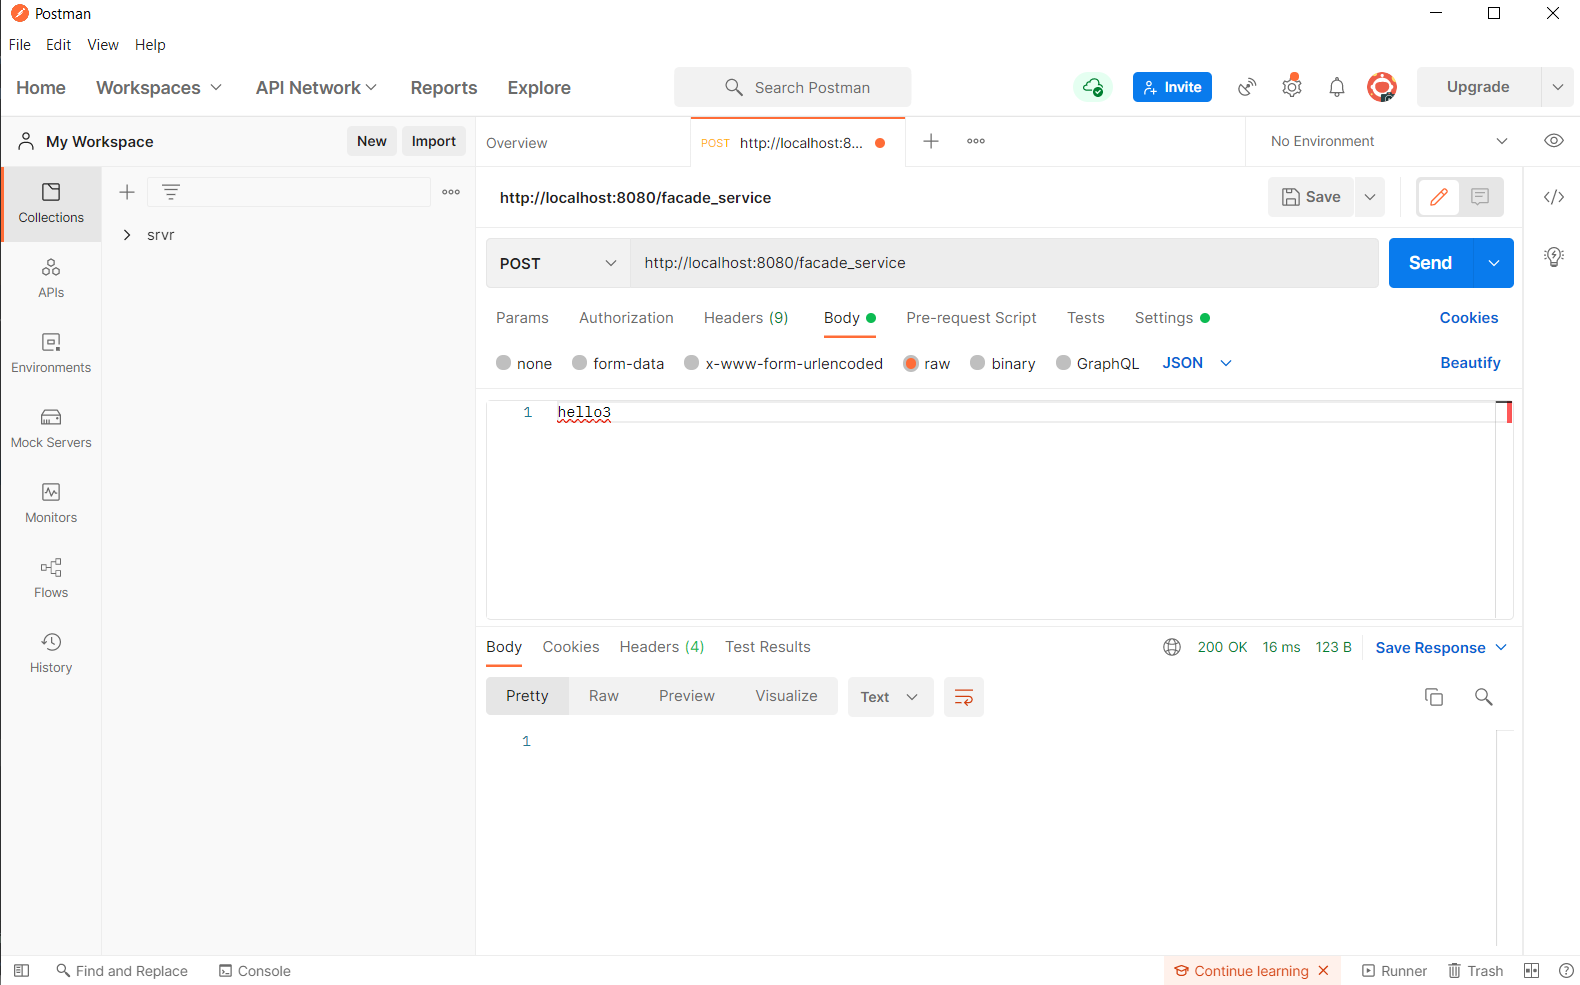 Postman
File Edit View Help
Home Workspaces API Network Reports Explore Search Postman Invite Upgrade
My Workspace New Import Overview POST http://localhost:8... No Environment
http://localhost:8080/facade_service Save
Collections
srvr
POST http://localhost:8080/facade_service Send
APIs
Params Authorization Headers (9) Body Pre-request Script Tests Settings Cookies
Environments
none form-data x-www-form-urlencoded raw binary GraphQL JSON Beautify
1 hello3
Mock Servers
Monitors
Flows
History
Body Cookies Headers (4) Test Results 200 OK 16 ms 123 B Save Response
Pretty Raw Preview Visualize Text
1
Find and Replace Console Continue learning Runner Trash